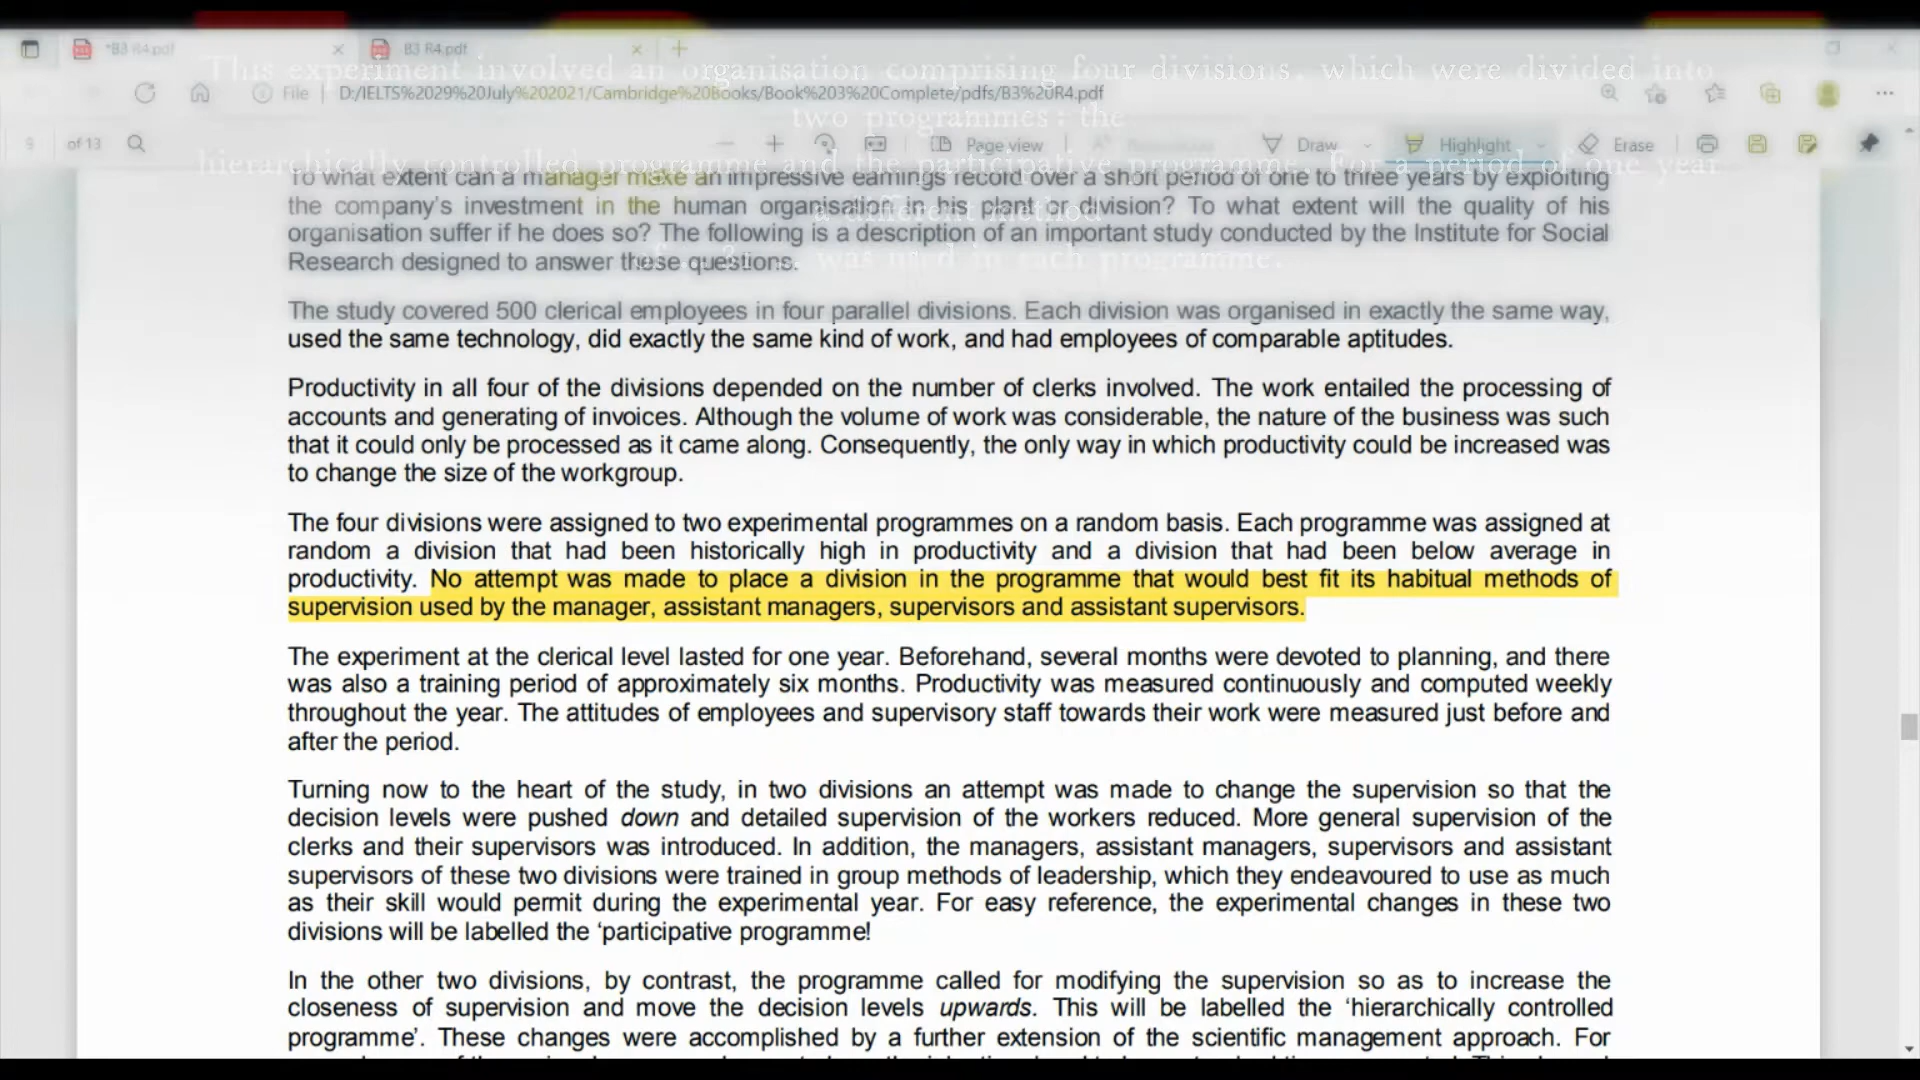 *B3 R4.pdf
B3 R4.pdf
This experiment involved an organisation comprising four divisions, which were divided into
File D:/IELTS%2029%20July%202021/Cambridge%20Books/Book%203%20Complete/pdfs/B3%20R4.pdf
two programmes: the
9 of 13 Page view Draw Highlight Erase
hierarchically controlled programme and the participative programme. For a period of one year
To what extent can a manager make an impressive earnings record over a short period of one to three years by exploiting
the company's investment in the human organisation in his plant or division? To what extent will the quality of his
a different method
organisation suffer if he does so? The following is a description of an important study conducted by the Institute for Social
of was used in each programme.
Research designed to answer these questions.
The study covered 500 clerical employees in four parallel divisions. Each division was organised in exactly the same way,
used the same technology, did exactly the same kind of work, and had employees of comparable aptitudes.
Productivity in all four of the divisions depended on the number of clerks involved. The work entailed the processing of
accounts and generating of invoices. Although the volume of work was considerable, the nature of the business was such
that it could only be processed as it came along. Consequently, the only way in which productivity could be increased was
to change the size of the workgroup.
The four divisions were assigned to two experimental programmes on a random basis. Each programme was assigned at
random a division that had been historically high in productivity and a division that had been below average in
productivity. No attempt was made to place a division in the programme that would best fit its habitual methods of
supervision used by the manager, assistant managers, supervisors and assistant supervisors.
The experiment at the clerical level lasted for one year. Beforehand, several months were devoted to planning, and there
was also a training period of approximately six months. Productivity was measured continuously and computed weekly
throughout the year. The attitudes of employees and supervisory staff towards their work were measured just before and
after the period.
Turning now to the heart of the study, in two divisions an attempt was made to change the supervision so that the
decision levels were pushed down and detailed supervision of the workers reduced. More general supervision of the
clerks and their supervisors was introduced. In addition, the managers, assistant managers, supervisors and assistant
supervisors of these two divisions were trained in group methods of leadership, which they endeavoured to use as much
as their skill would permit during the experimental year. For easy reference, the experimental changes in these two
divisions will be labelled the 'participative programme!
In the other two divisions, by contrast, the programme called for modifying the supervision so as to increase the
closeness of supervision and move the decision levels upwards. This will be labelled the 'hierarchically controlled
programme'. These changes were accomplished by a further extension of the scientific management approach. For